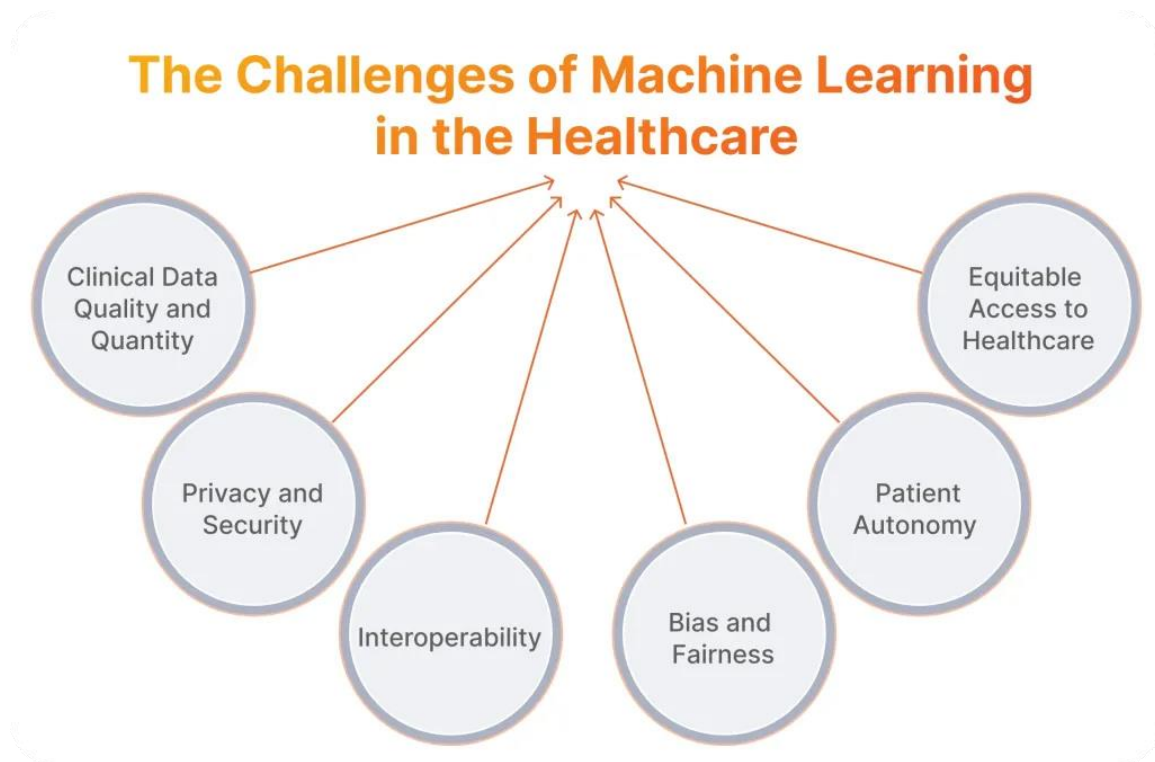 The Challenges of Machine Learning
in the Healthcare
Clinical Data
Quality and
Quantity
Privacy and
Security
Interoperability
Bias and
Fairness
Patient
Autonomy
Equitable
Access to
Healthcare